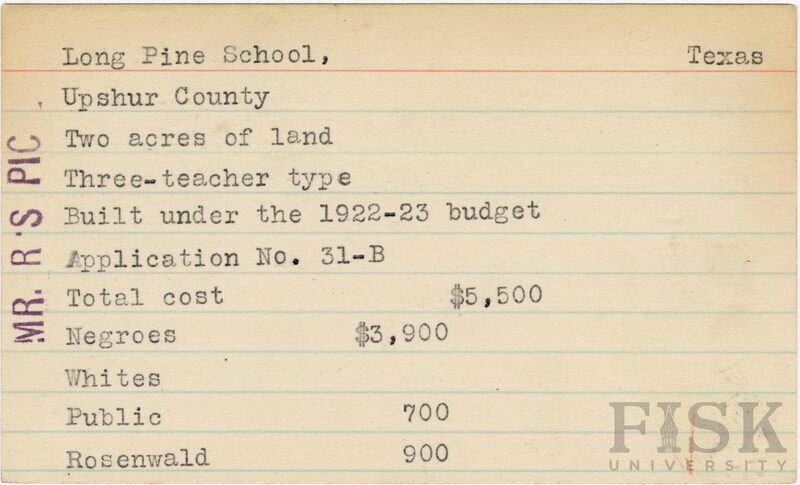 Long Pine School, Texas
Upshur County
Two acres of land
Three-teacher type
Built under the 1922-23 budget
Application No. 31-B
Total cost $5,500
Negroes $3,900
Whites
Public 700
Rosenwald 900
MR. R'S PIC
FISK
UNIVERSITY